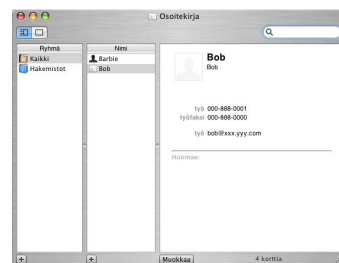 Osoitekirja
Ryhmä
Kaikki
Hakemistot
Nimi
Barbie
Bob
Bob
Bob
työ 000-888-0001
työfaksi 000-888-0000
työ bob@xxx.yyy.com
Huomaa:
Muokkaa
4 korttia